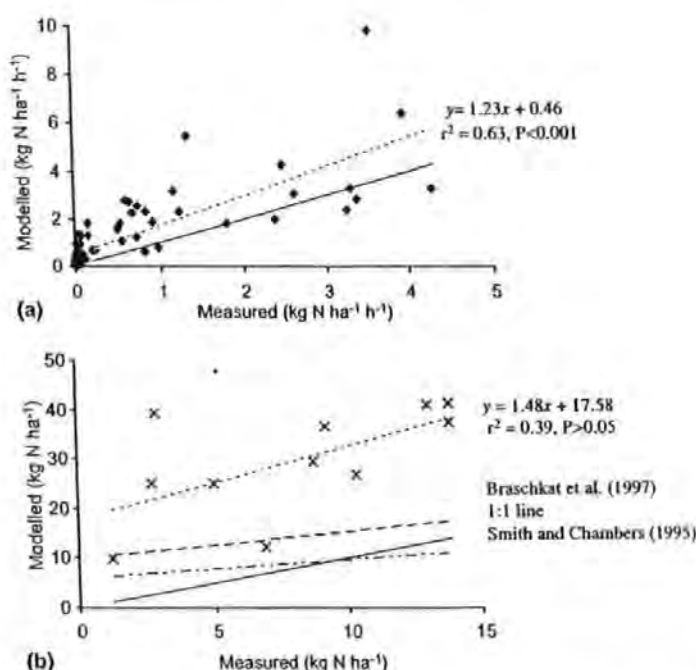 10
8
6
4
2
0
Modelled (kg N ha⁻¹ h⁻¹)
y= 1.23x + 0.46
r² = 0.63, P<0.001
0 1 2 3 4 5
(a)
Measured (kg N ha⁻¹ h⁻¹)
50
40
30
20
10
0
Modelled (kg N ha⁻¹)
y = 1.48x + 17.58
r² = 0.39, P>0.05
Braschkat et al. (1997)
1:1 line
Smith and Chambers (1995)
0 5 10 15
(b)
Measured (kg N ha⁻¹)